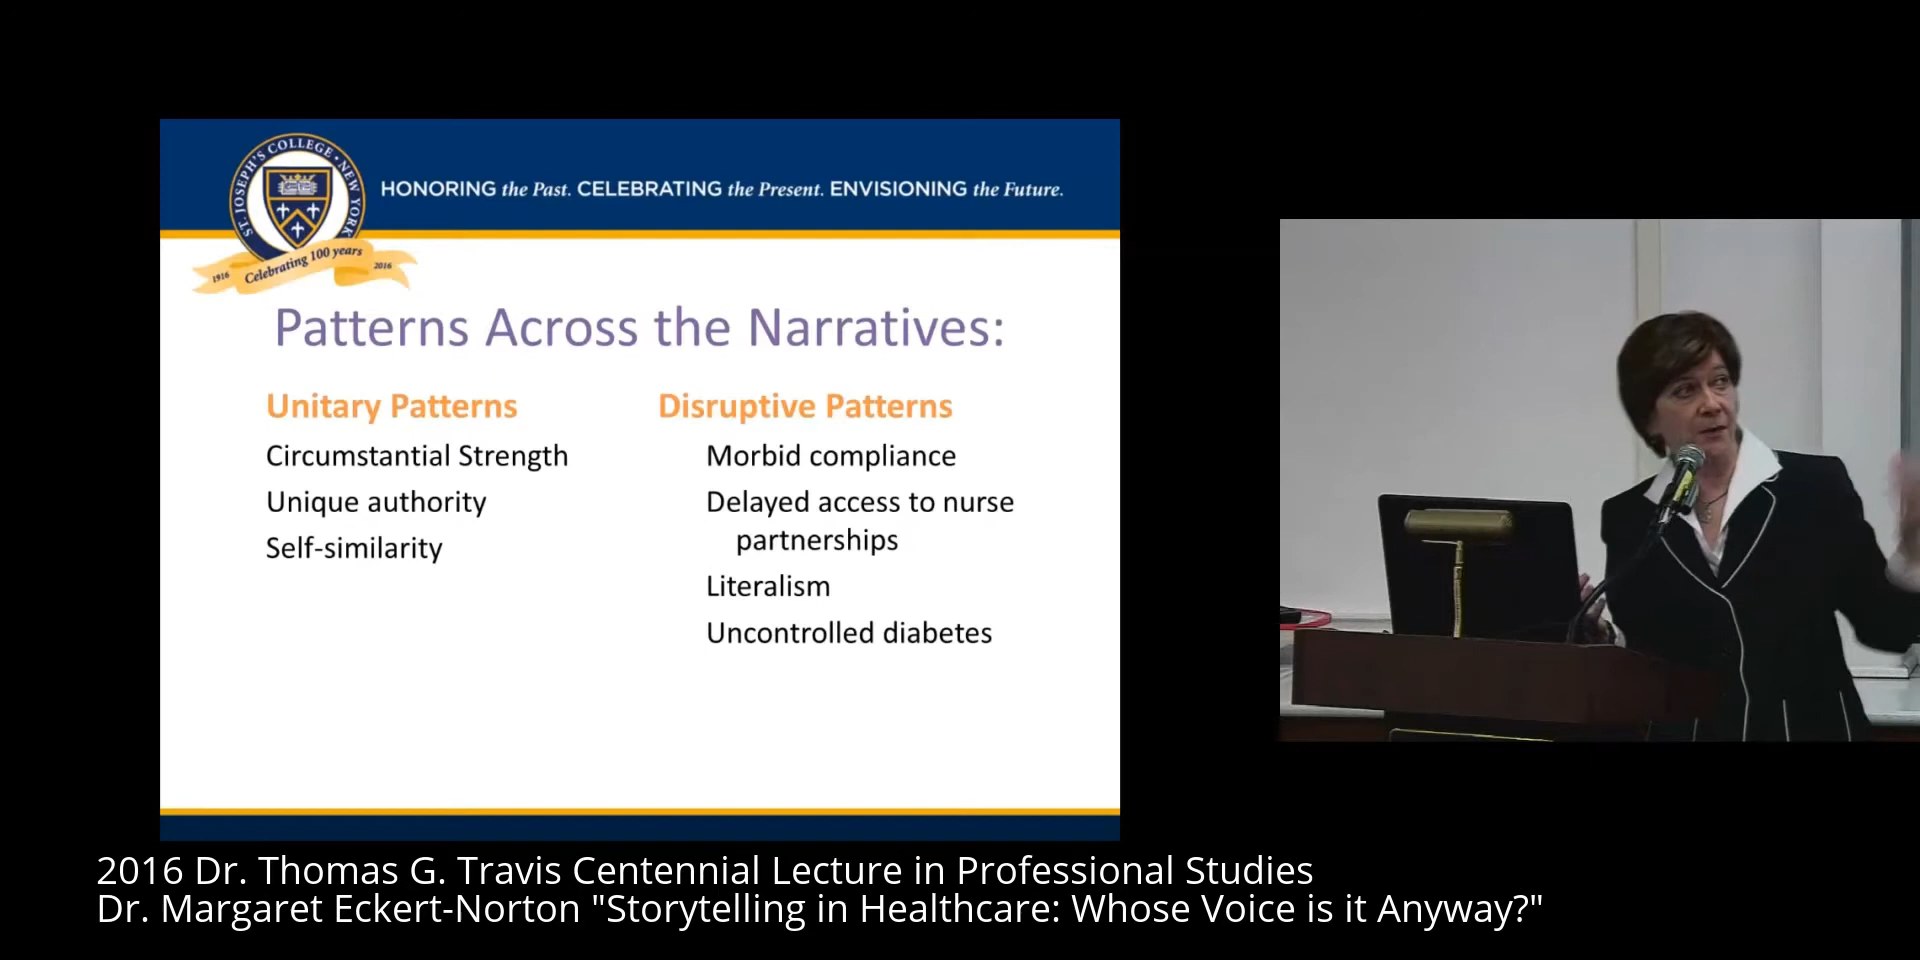 ST. JOSEPH'S COLLEGE • NEW YORK
HONORING the Past. CELEBRATING the Present. ENVISIONING the Future.
1916 Celebrating 100 years 2016
Patterns Across the Narratives:
Unitary Patterns
Circumstantial Strength
Unique authority
Self-similarity
Disruptive Patterns
Morbid compliance
Delayed access to nurse
partnerships
Literalism
Uncontrolled diabetes
2016 Dr. Thomas G. Travis Centennial Lecture in Professional Studies
Dr. Margaret Eckert-Norton "Storytelling in Healthcare: Whose Voice is it Anyway?"